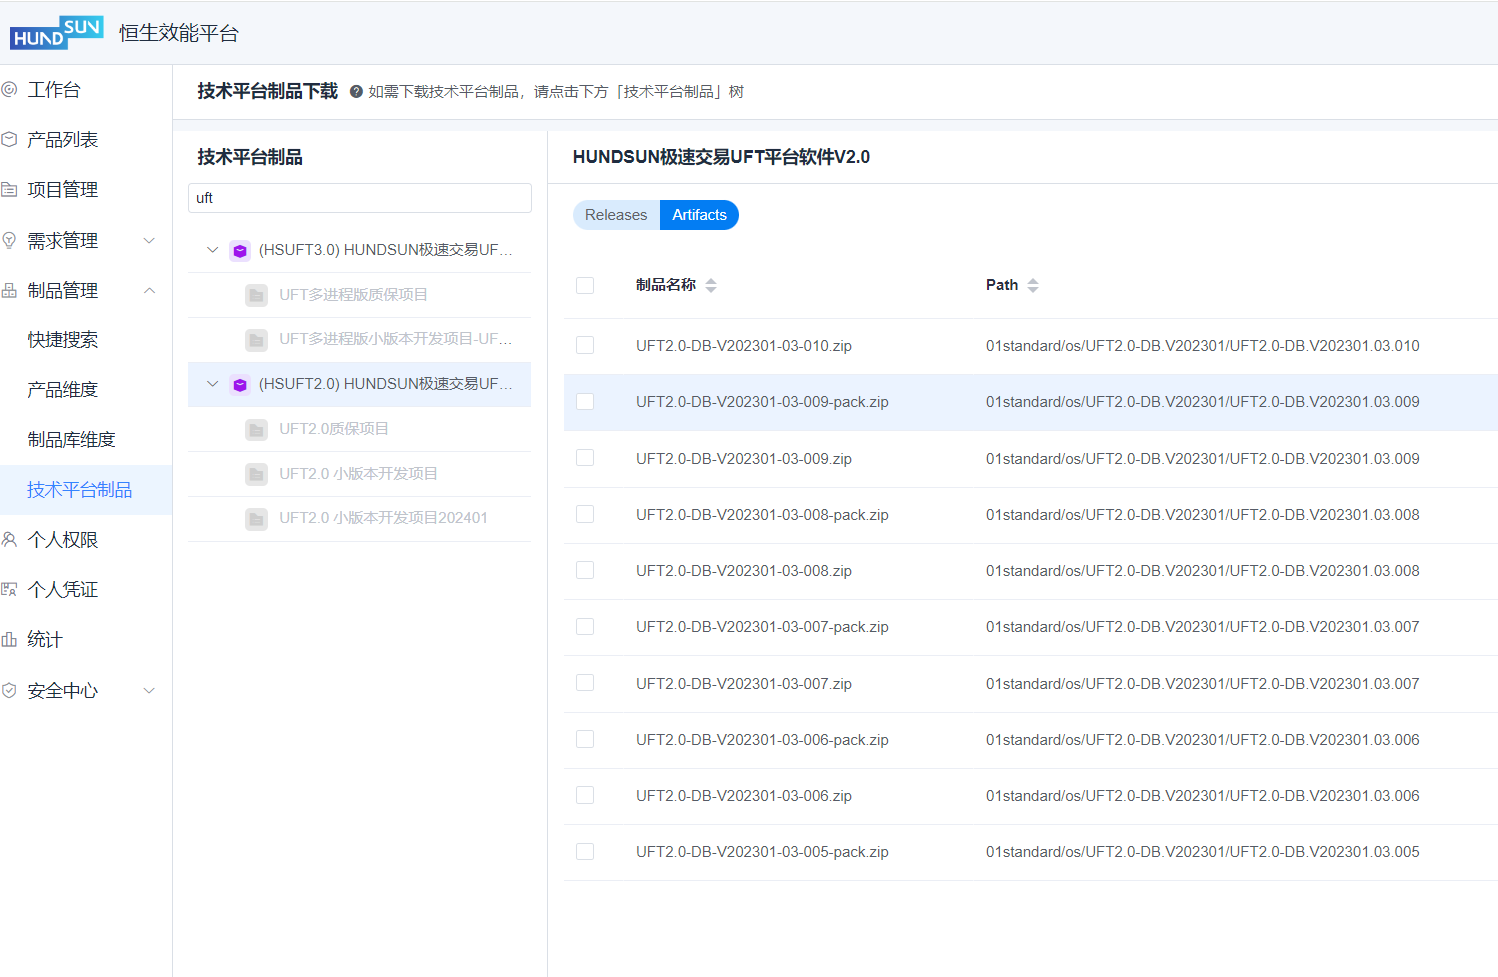 HUNDSUN 恒生效能平台
工作台
产品列表
项目管理
需求管理
制品管理
快捷搜索
产品维度
制品库维度
技术平台制品
个人权限
个人凭证
统计
安全中心
技术平台制品下载 如需下载技术平台制品，请点击下方「技术平台制品」树
技术平台制品
uft
(HSUFT3.0) HUNDSUN极速交易UF...
UFT多进程版质保项目
UFT多进程版小版本开发项目-UF...
(HSUFT2.0) HUNDSUN极速交易UF...
UFT2.0质保项目
UFT2.0 小版本开发项目
UFT2.0 小版本开发项目202401
HUNDSUN极速交易UFT平台软件V2.0
Releases Artifacts
制品名称 Path
UFT2.0-DB-V202301-03-010.zip 01standard/os/UFT2.0-DB.V202301/UFT2.0-DB.V202301.03.010
UFT2.0-DB-V202301-03-009-pack.zip 01standard/os/UFT2.0-DB.V202301/UFT2.0-DB.V202301.03.009
UFT2.0-DB-V202301-03-009.zip 01standard/os/UFT2.0-DB.V202301/UFT2.0-DB.V202301.03.009
UFT2.0-DB-V202301-03-008-pack.zip 01standard/os/UFT2.0-DB.V202301/UFT2.0-DB.V202301.03.008
UFT2.0-DB-V202301-03-008.zip 01standard/os/UFT2.0-DB.V202301/UFT2.0-DB.V202301.03.008
UFT2.0-DB-V202301-03-007-pack.zip 01standard/os/UFT2.0-DB.V202301/UFT2.0-DB.V202301.03.007
UFT2.0-DB-V202301-03-007.zip 01standard/os/UFT2.0-DB.V202301/UFT2.0-DB.V202301.03.007
UFT2.0-DB-V202301-03-006-pack.zip 01standard/os/UFT2.0-DB.V202301/UFT2.0-DB.V202301.03.006
UFT2.0-DB-V202301-03-006.zip 01standard/os/UFT2.0-DB.V202301/UFT2.0-DB.V202301.03.006
UFT2.0-DB-V202301-03-005-pack.zip 01standard/os/UFT2.0-DB.V202301/UFT2.0-DB.V202301.03.005